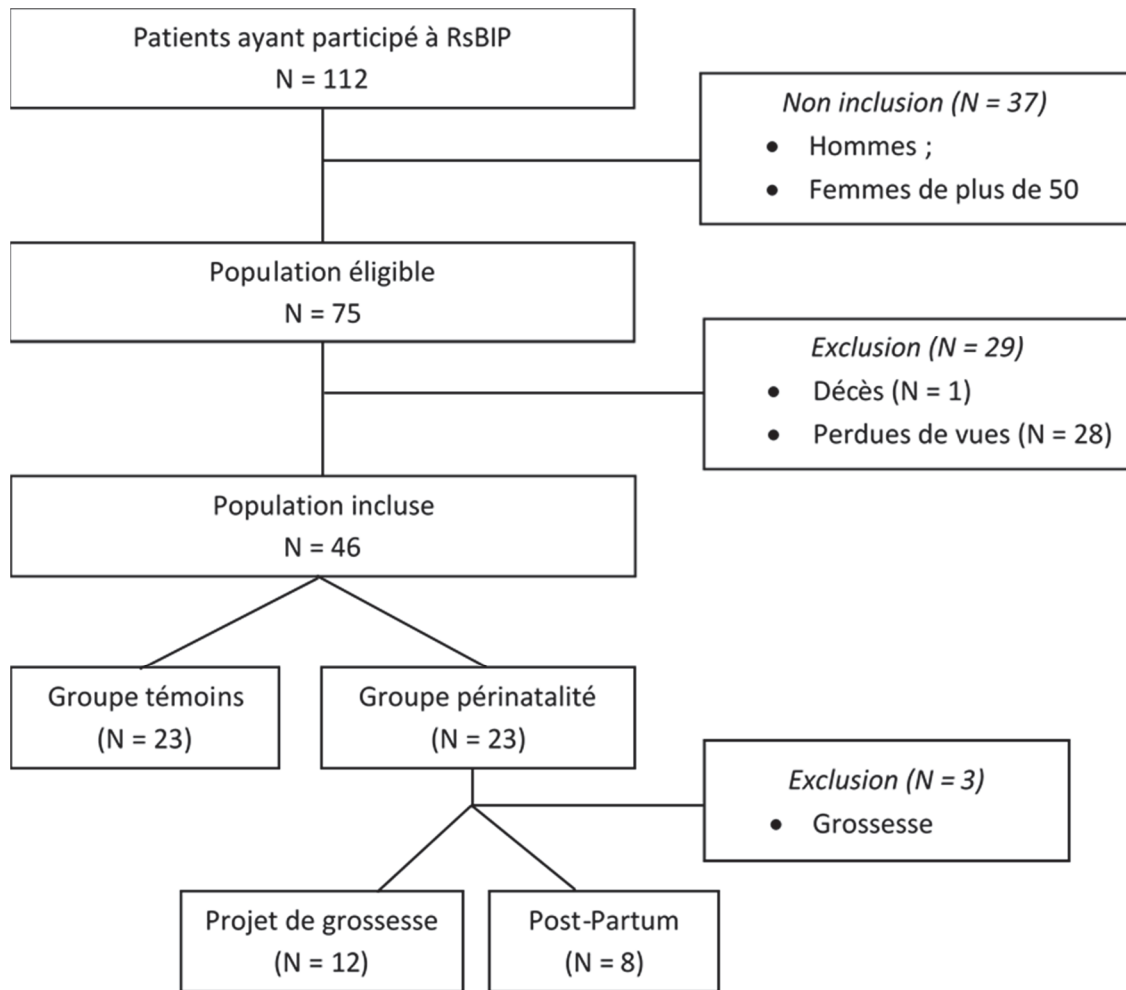 Patients ayant participé à RsBIP
N = 112
Non inclusion (N = 37)
• Hommes ;
• Femmes de plus de 50
Population éligible
N = 75
Exclusion (N = 29)
• Décès (N = 1)
• Perdues de vues (N = 28)
Population incluse
N = 46
Groupe témoins
(N = 23)
Groupe périnatalité
(N = 23)
Exclusion (N = 3)
• Grossesse
Projet de grossesse
(N = 12)
Post-Partum
(N = 8)